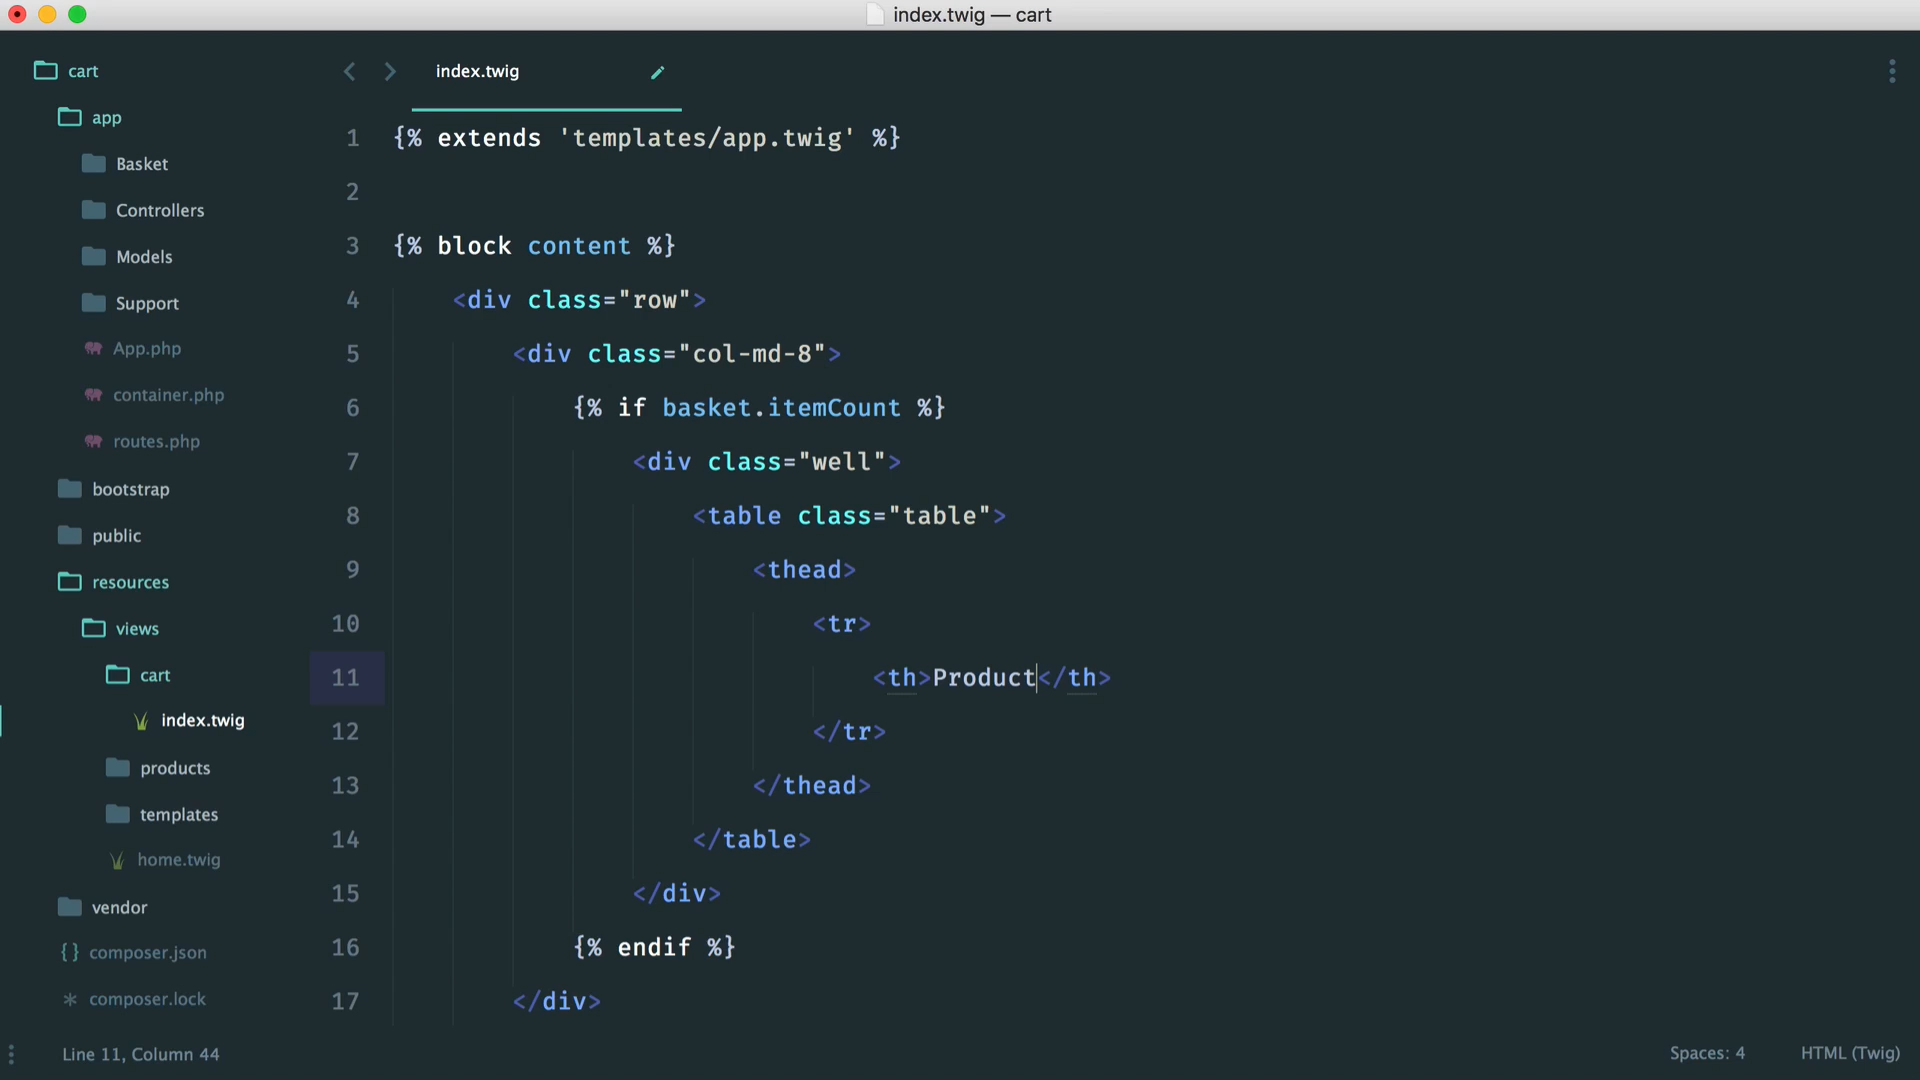 index.twig — cart
cart
app
Basket
Controllers
Models
Support
App.php
container.php
routes.php
bootstrap
public
resources
views
cart
index.twig
products
templates
home.twig
vendor
{} composer.json
* composer.lock
index.twig
1 {% extends 'templates/app.twig' %}
2
3 {% block content %}
4 <div class="row">
5 <div class="col-md-8">
6 {% if basket.itemCount %}
7 <div class="well">
8 <table class="table">
9 <thead>
10 <tr>
11 <th>Product</th>
12 </tr>
13 </thead>
14 </table>
15 </div>
16 {% endif %}
17 </div>
Line 11, Column 44
Spaces: 4
HTML (Twig)